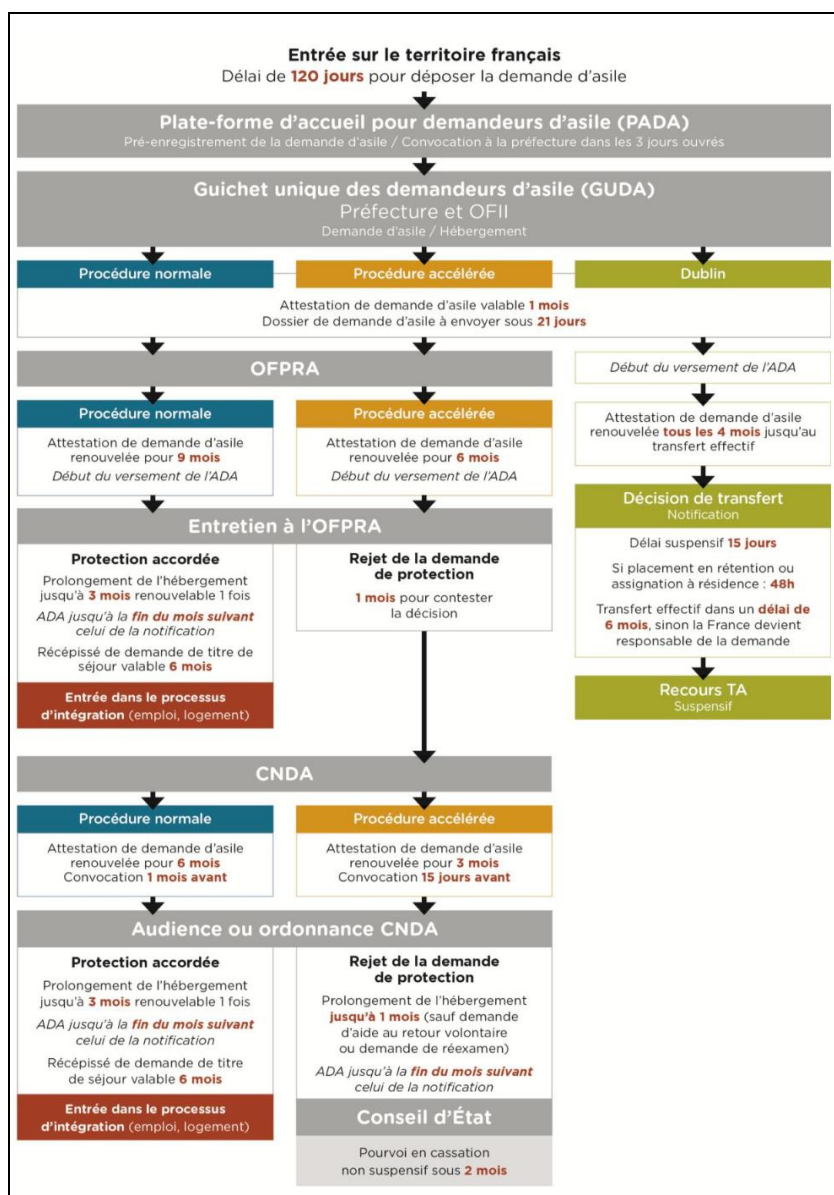 Entrée sur le territoire français
Délai de 120 jours pour déposer la demande d'asile
Plate-forme d'accueil pour demandeurs d'asile (PADA)
Pré-enregistrement de la demande d'asile / Convocation à la préfecture dans les 3 jours ouvrés
Guichet unique des demandeurs d'asile (GUDA)
Préfecture et OFII
Demande d'asile / Hébergement
Procédure normale
Procédure accélérée
Dublin
Attestation de demande d'asile valable 1 mois
Dossier de demande d'asile à envoyer sous 21 jours
OFPRA
Procédure normale
Attestation de demande d'asile
renouvelée pour 9 mois
Début du versement de l'ADA
Procédure accélérée
Attestation de demande d'asile
renouvelée pour 6 mois
Début du versement de l'ADA
Entretien à l'OFPRA
Protection accordée
Prolongement de l'hébergement
jusqu'à 3 mois renouvelable 1 fois
ADA jusqu'à la fin du mois suivant
celui de la notification
Récépissé de demande de titre de
séjour valable 6 mois
Entrée dans le processus
d'intégration (emploi, logement)
Rejet de la demande
de protection
1 mois pour contester
la décision
Début du versement de l'ADA
Attestation de demande d'asile
renouvelée tous les 4 mois jusqu'au
transfert effectif
Décision de transfert
Notification
Délai suspensif 15 jours
Si placement en rétention ou
assignation à résidence : 48h
Transfert effectif dans un délai de
6 mois, sinon la France devient
responsable de la demande
Recours TA
Suspensif
CNDA
Procédure normale
Attestation de demande d'asile
renouvelée pour 6 mois
Convocation 1 mois avant
Procédure accélérée
Attestation de demande d'asile
renouvelée pour 3 mois
Convocation 15 jours avant
Audience ou ordonnance CNDA
Protection accordée
Prolongement de l'hébergement
jusqu'à 3 mois renouvelable 1 fois
ADA jusqu'à la fin du mois suivant
celui de la notification
Récépissé de demande de titre
de séjour valable 6 mois
Entrée dans le processus
d'intégration (emploi, logement)
Rejet de la demande
de protection
Prolongement de l'hébergement
jusqu'à 1 mois (sauf demande
d'aide au retour volontaire
ou demande de réexamen)
ADA jusqu'à la fin du mois suivant
celui de la notification
Conseil d'État
Pourvoi en cassation
non suspensif sous 2 mois